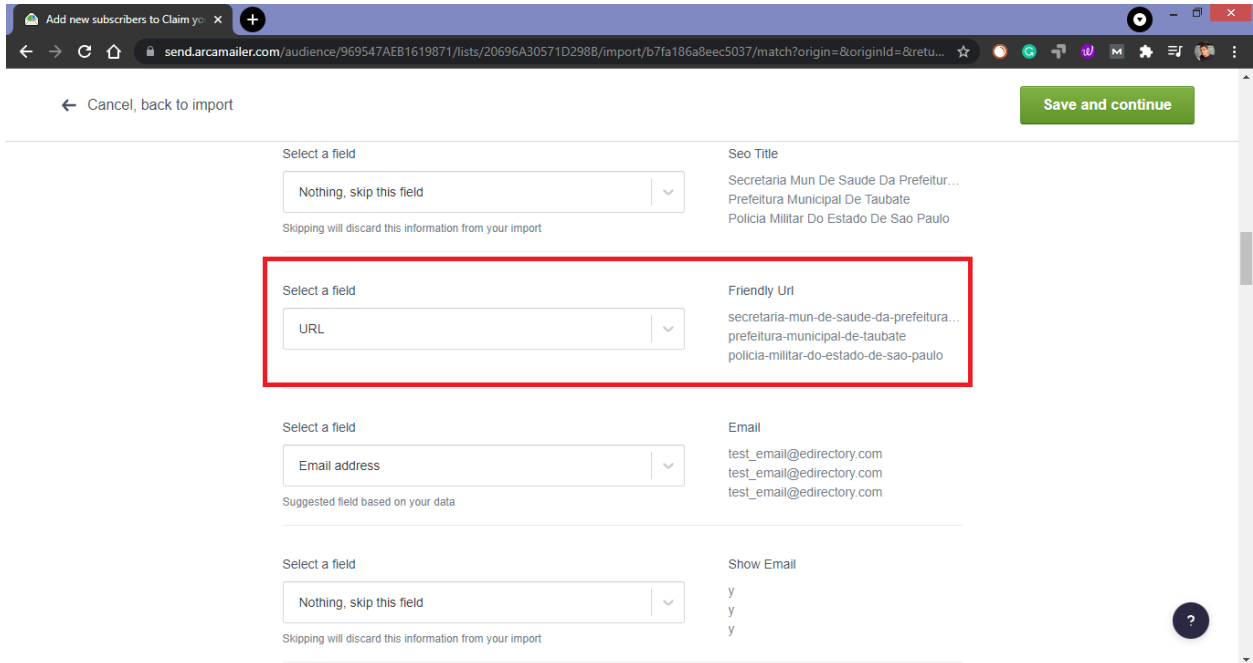 Add new subscribers to Claim yo
send.arcamailer.com/audience/969547AEB1619871/lists/20696A30571D298B/import/b7fa186a8eec5037/match?origin=&originId=&retu...
Cancel, back to import
Save and continue
Select a field
Seo Title
Nothing, skip this field
Secretaria Mun De Saude Da Prefeitur...
Prefeitura Municipal De Taubate
Policia Militar Do Estado De Sao Paulo
Skipping will discard this information from your import
Select a field
Friendly Url
URL
secretaria-mun-de-saude-da-prefeitura...
prefeitura-municipal-de-taubate
policia-militar-do-estado-de-sao-paulo
Select a field
Email
Email address
test_email@edirectory.com
test_email@edirectory.com
test_email@edirectory.com
Suggested field based on your data
Select a field
Show Email
Nothing, skip this field
y
y
y
Skipping will discard this information from your import
?